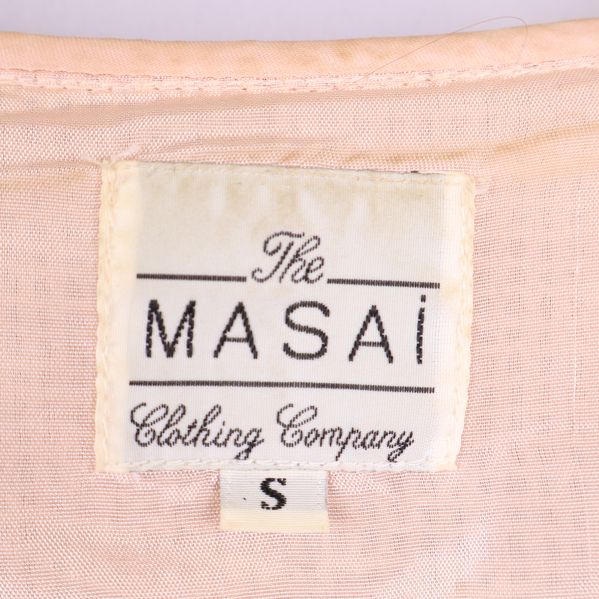 The
MASAi
Clothing Company
S